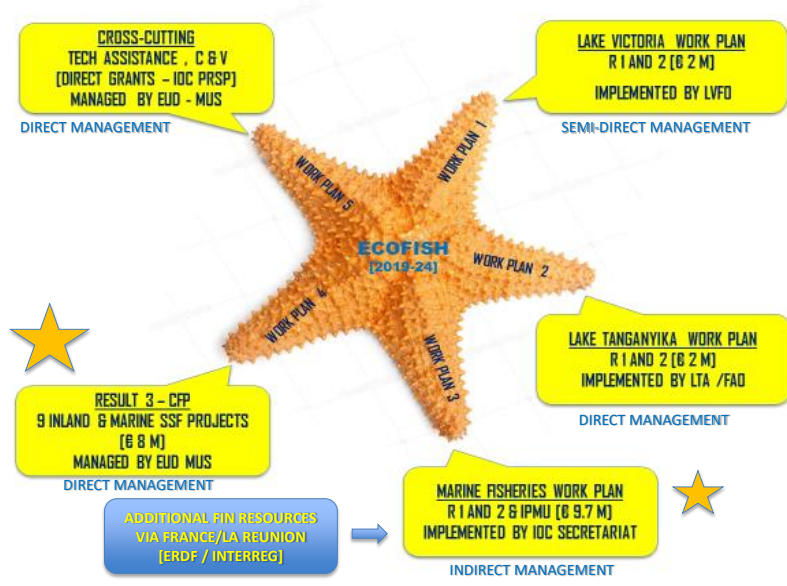 CROSS-CUTTING
TECH ASSISTANCE , C & V
(DIRECT GRANTS – IOC PRSP)
MANAGED BY EUD - MUS
DIRECT MANAGEMENT
LAKE VICTORIA WORK PLAN
R 1 AND 2 (€ 2 M)
IMPLEMENTED BY LVFO
SEMI-DIRECT MANAGEMENT
WORK PLAN 1
WORK PLAN 5
ECOFISH
[2019-24]
WORK PLAN 2
WORK PLAN 4
WORK PLAN 3
LAKE TANGANYIKA WORK PLAN
R 1 AND 2 (€ 2 M)
IMPLEMENTED BY LTA /FAO
DIRECT MANAGEMENT
RESULT 3 – CFP
9 INLAND & MARINE SSF PROJECTS
(€ 8 M)
MANAGED BY EUD MUS
DIRECT MANAGEMENT
ADDITIONAL FIN RESOURCES
VIA FRANCE/LA REUNION
[ERDF / INTERREG]
MARINE FISHERIES WORK PLAN
R 1 AND 2 & IPMU (€ 9.7 M)
IMPLEMENTED BY IOC SECRETARIAT
INDIRECT MANAGEMENT